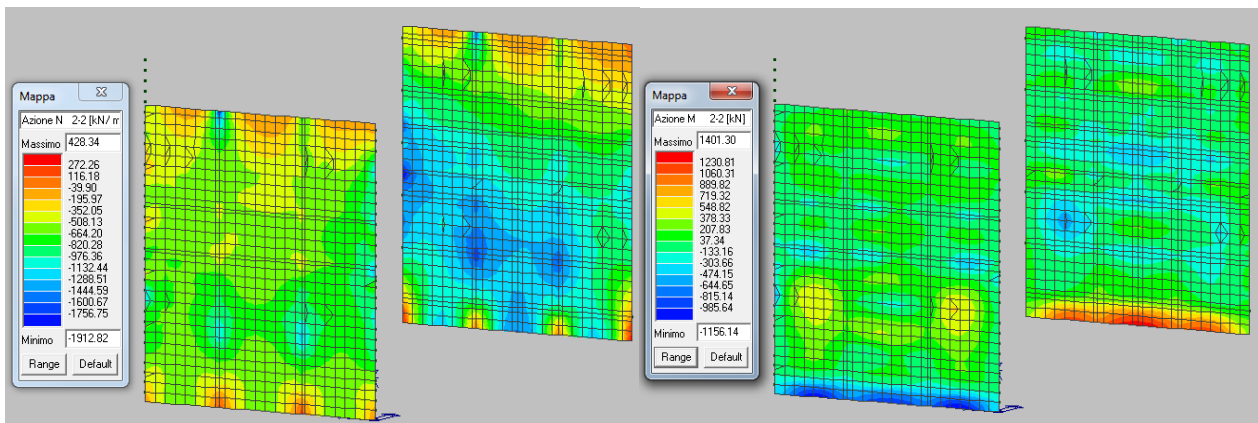 Mappa
Azione N 2-2 [kN/ m
Massimo 428.34
272.26
116.18
-39.90
-195.97
-352.05
-508.13
-664.20
-820.28
-976.36
-1132.44
-1288.51
-1444.59
-1600.67
-1756.75
Minimo -1912.82
Range Default
Mappa
Azione M 2-2 [kN]
Massimo 1401.30
1230.81
1060.31
889.82
719.32
548.82
378.33
207.83
37.34
-133.16
-303.66
-474.15
-644.65
-815.14
-985.64
Minimo -1156.14
Range Default